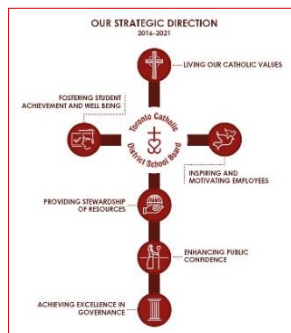 OUR STRATEGIC DIRECTION
2016-2021
LIVING OUR CATHOLIC VALUES
FOSTERING STUDENT
ACHIEVEMENT AND WELL BEING
Toronto Catholic
District School Board
INSPIRING AND
MOTIVATING EMPLOYEES
PROVIDING STEWARDSHIP
OF RESOURCES
ENHANCING PUBLIC
CONFIDENCE
ACHIEVING EXCELLENCE IN
GOVERNANCE